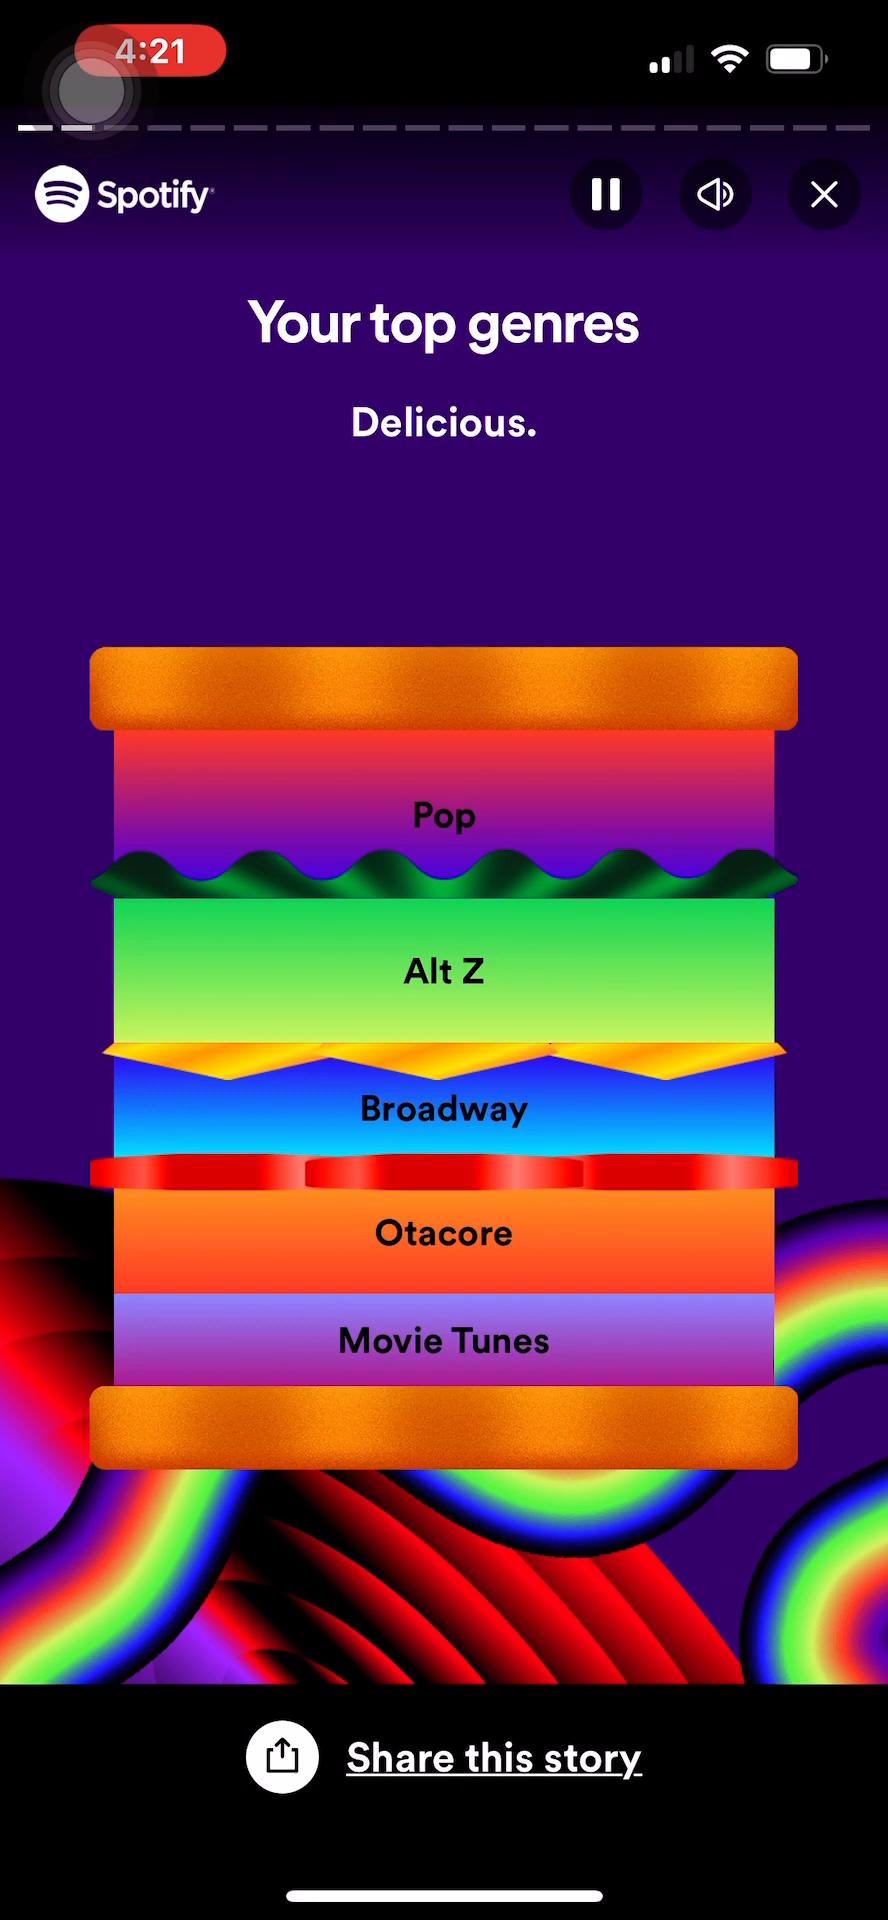 4:21
Spotify
Your top genres
Delicious.
Pop
Alt Z
Broadway
Otacore
Movie Tunes
Share this story